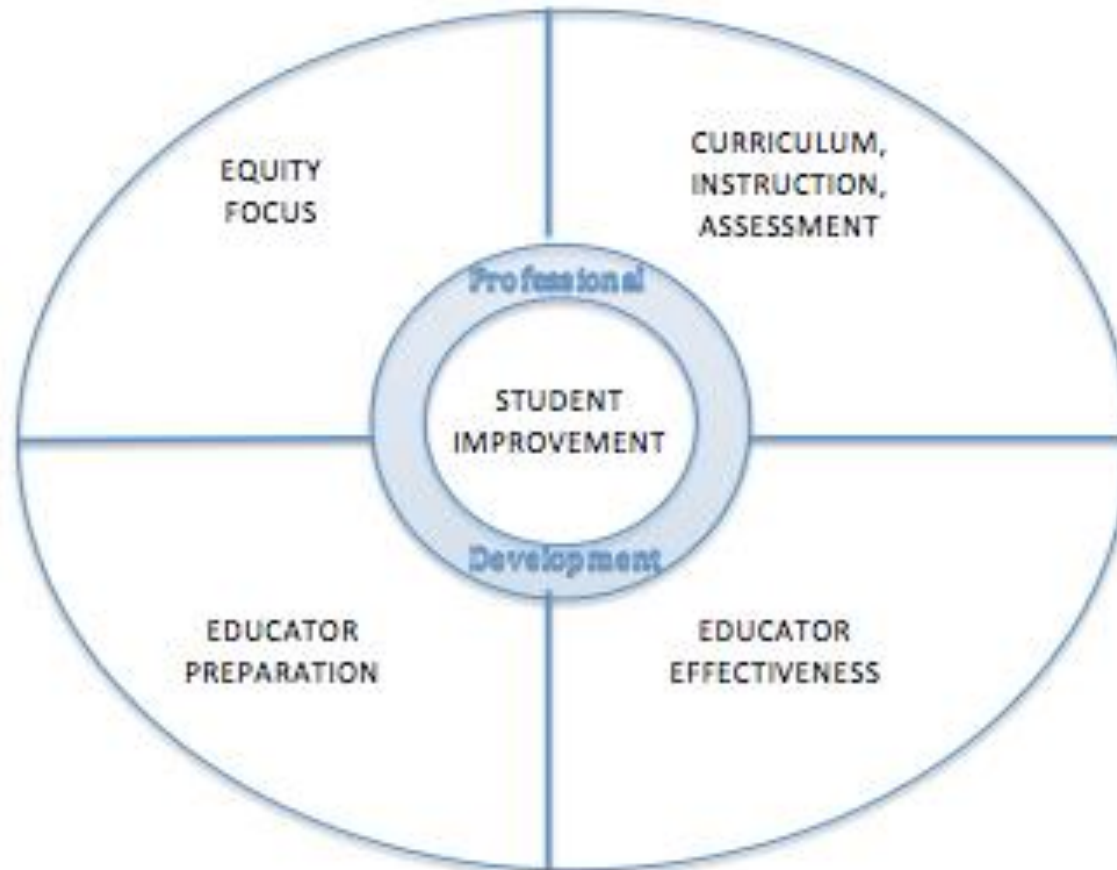 EQUITY
FOCUS
CURRICULUM,
INSTRUCTION,
ASSESSMENT
Professional
STUDENT
IMPROVEMENT
Development
EDUCATOR
PREPARATION
EDUCATOR
EFFECTIVENESS